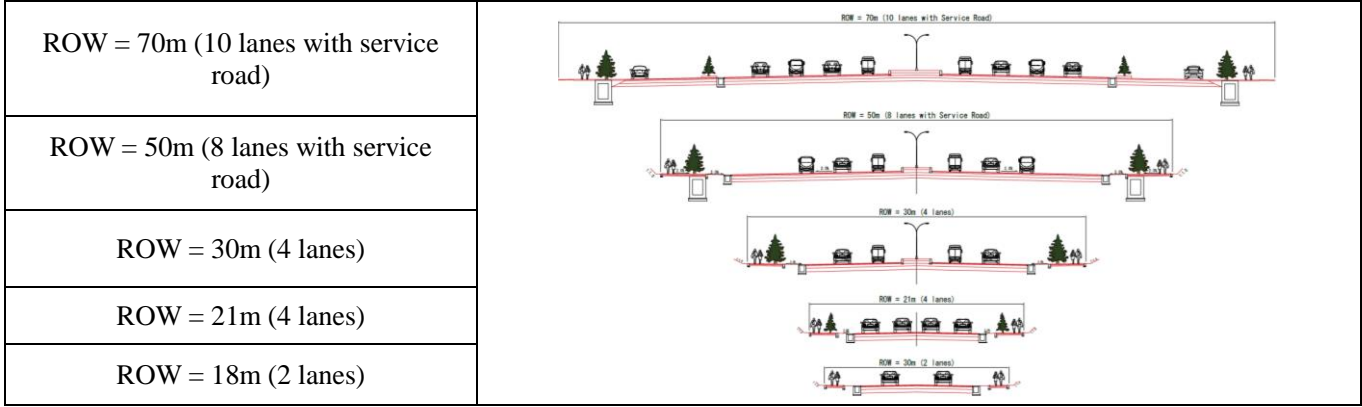 ROW = 70m (10 lanes with service
road)
ROW = 70m (10 lanes with Service Road)
ROW = 50m (8 lanes with service
road)
ROW = 50m (8 lanes with Service Road)
ROW = 30m (4 lanes)
ROW = 30m (4 lanes)
ROW = 21m (4 lanes)
ROW = 21m (4 lanes)
ROW = 18m (2 lanes)
ROW = 30m (2 lanes)